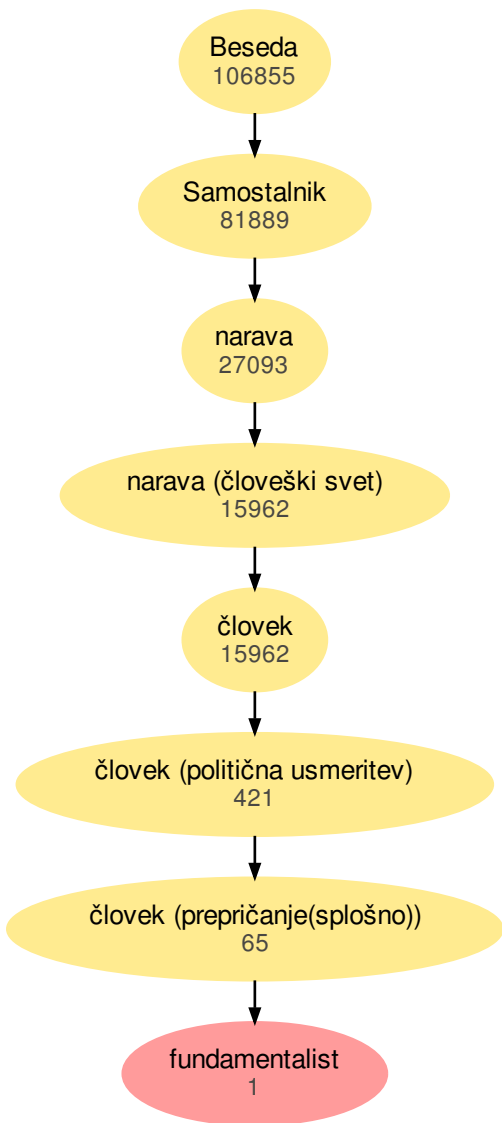 Beseda
106855
Samostalnik
81889
narava
27093
narava (človeški svet)
15962
človek
15962
človek (politična usmeritev)
421
človek (prepričanje(splošno))
65
fundamentalist
1